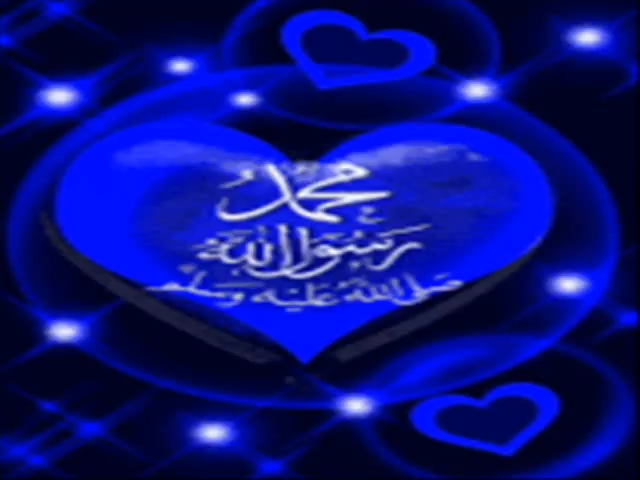 محمد
رسول الله
صلى الله عليه وسلم